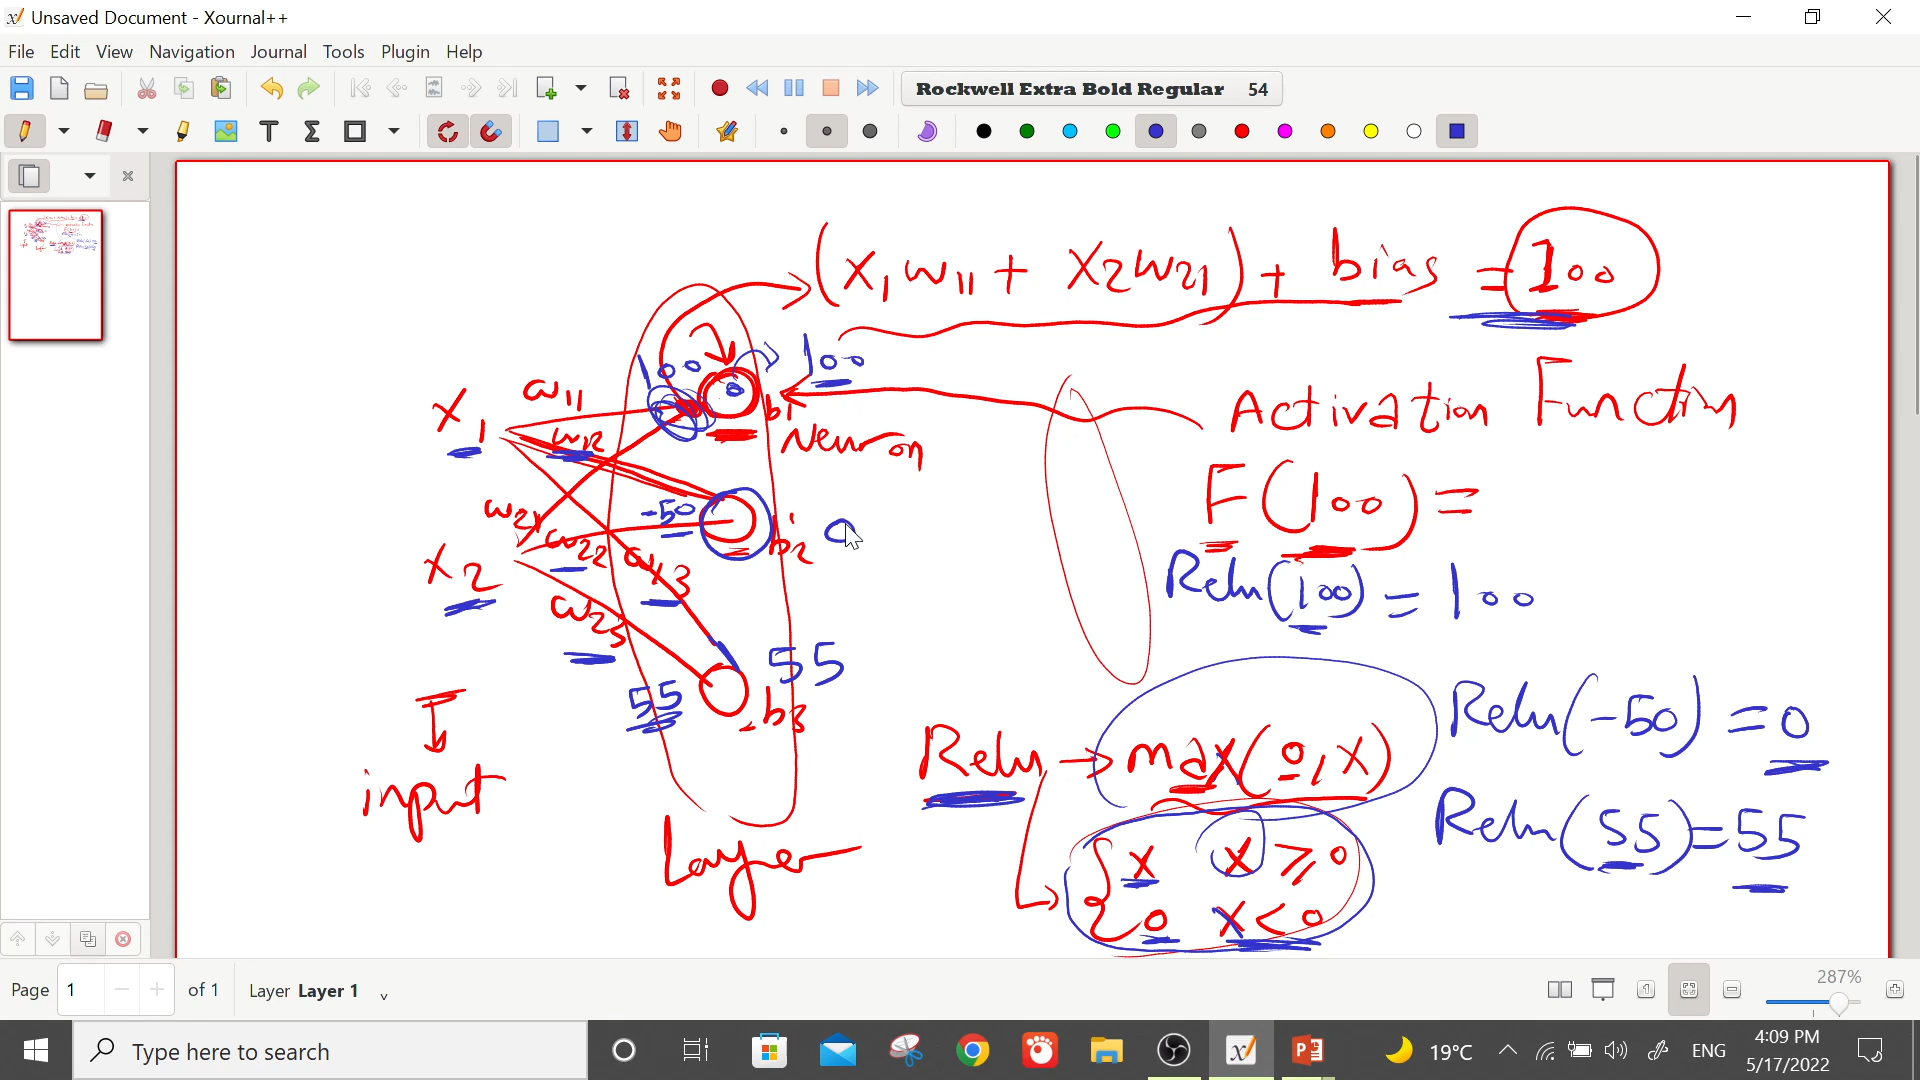 Unsaved Document - Xournal++
File Edit View Navigation Journal Tools Plugin Help
Rockwell Extra Bold Regular 54
(x₁w₁₁ + x₂w₂₁) + bias = 100
100 100
x₁ w₁₁ b₁
Neuron
w₁₂
Activation Function
F(100) =
w₂₁ -50 b₂ 0
x₂ w₂₂ w₁₃
Relu(100) = 100
w₂₃
55 55
b₃
input
Layer
Relu → max(0, x)
x x ≥ 0
0 x < 0
Relu(-50) = 0
Relu(55) = 55
Page 1 of 1 Layer Layer 1 287%
Type here to search
19°C ENG 4:09 PM
5/17/2022